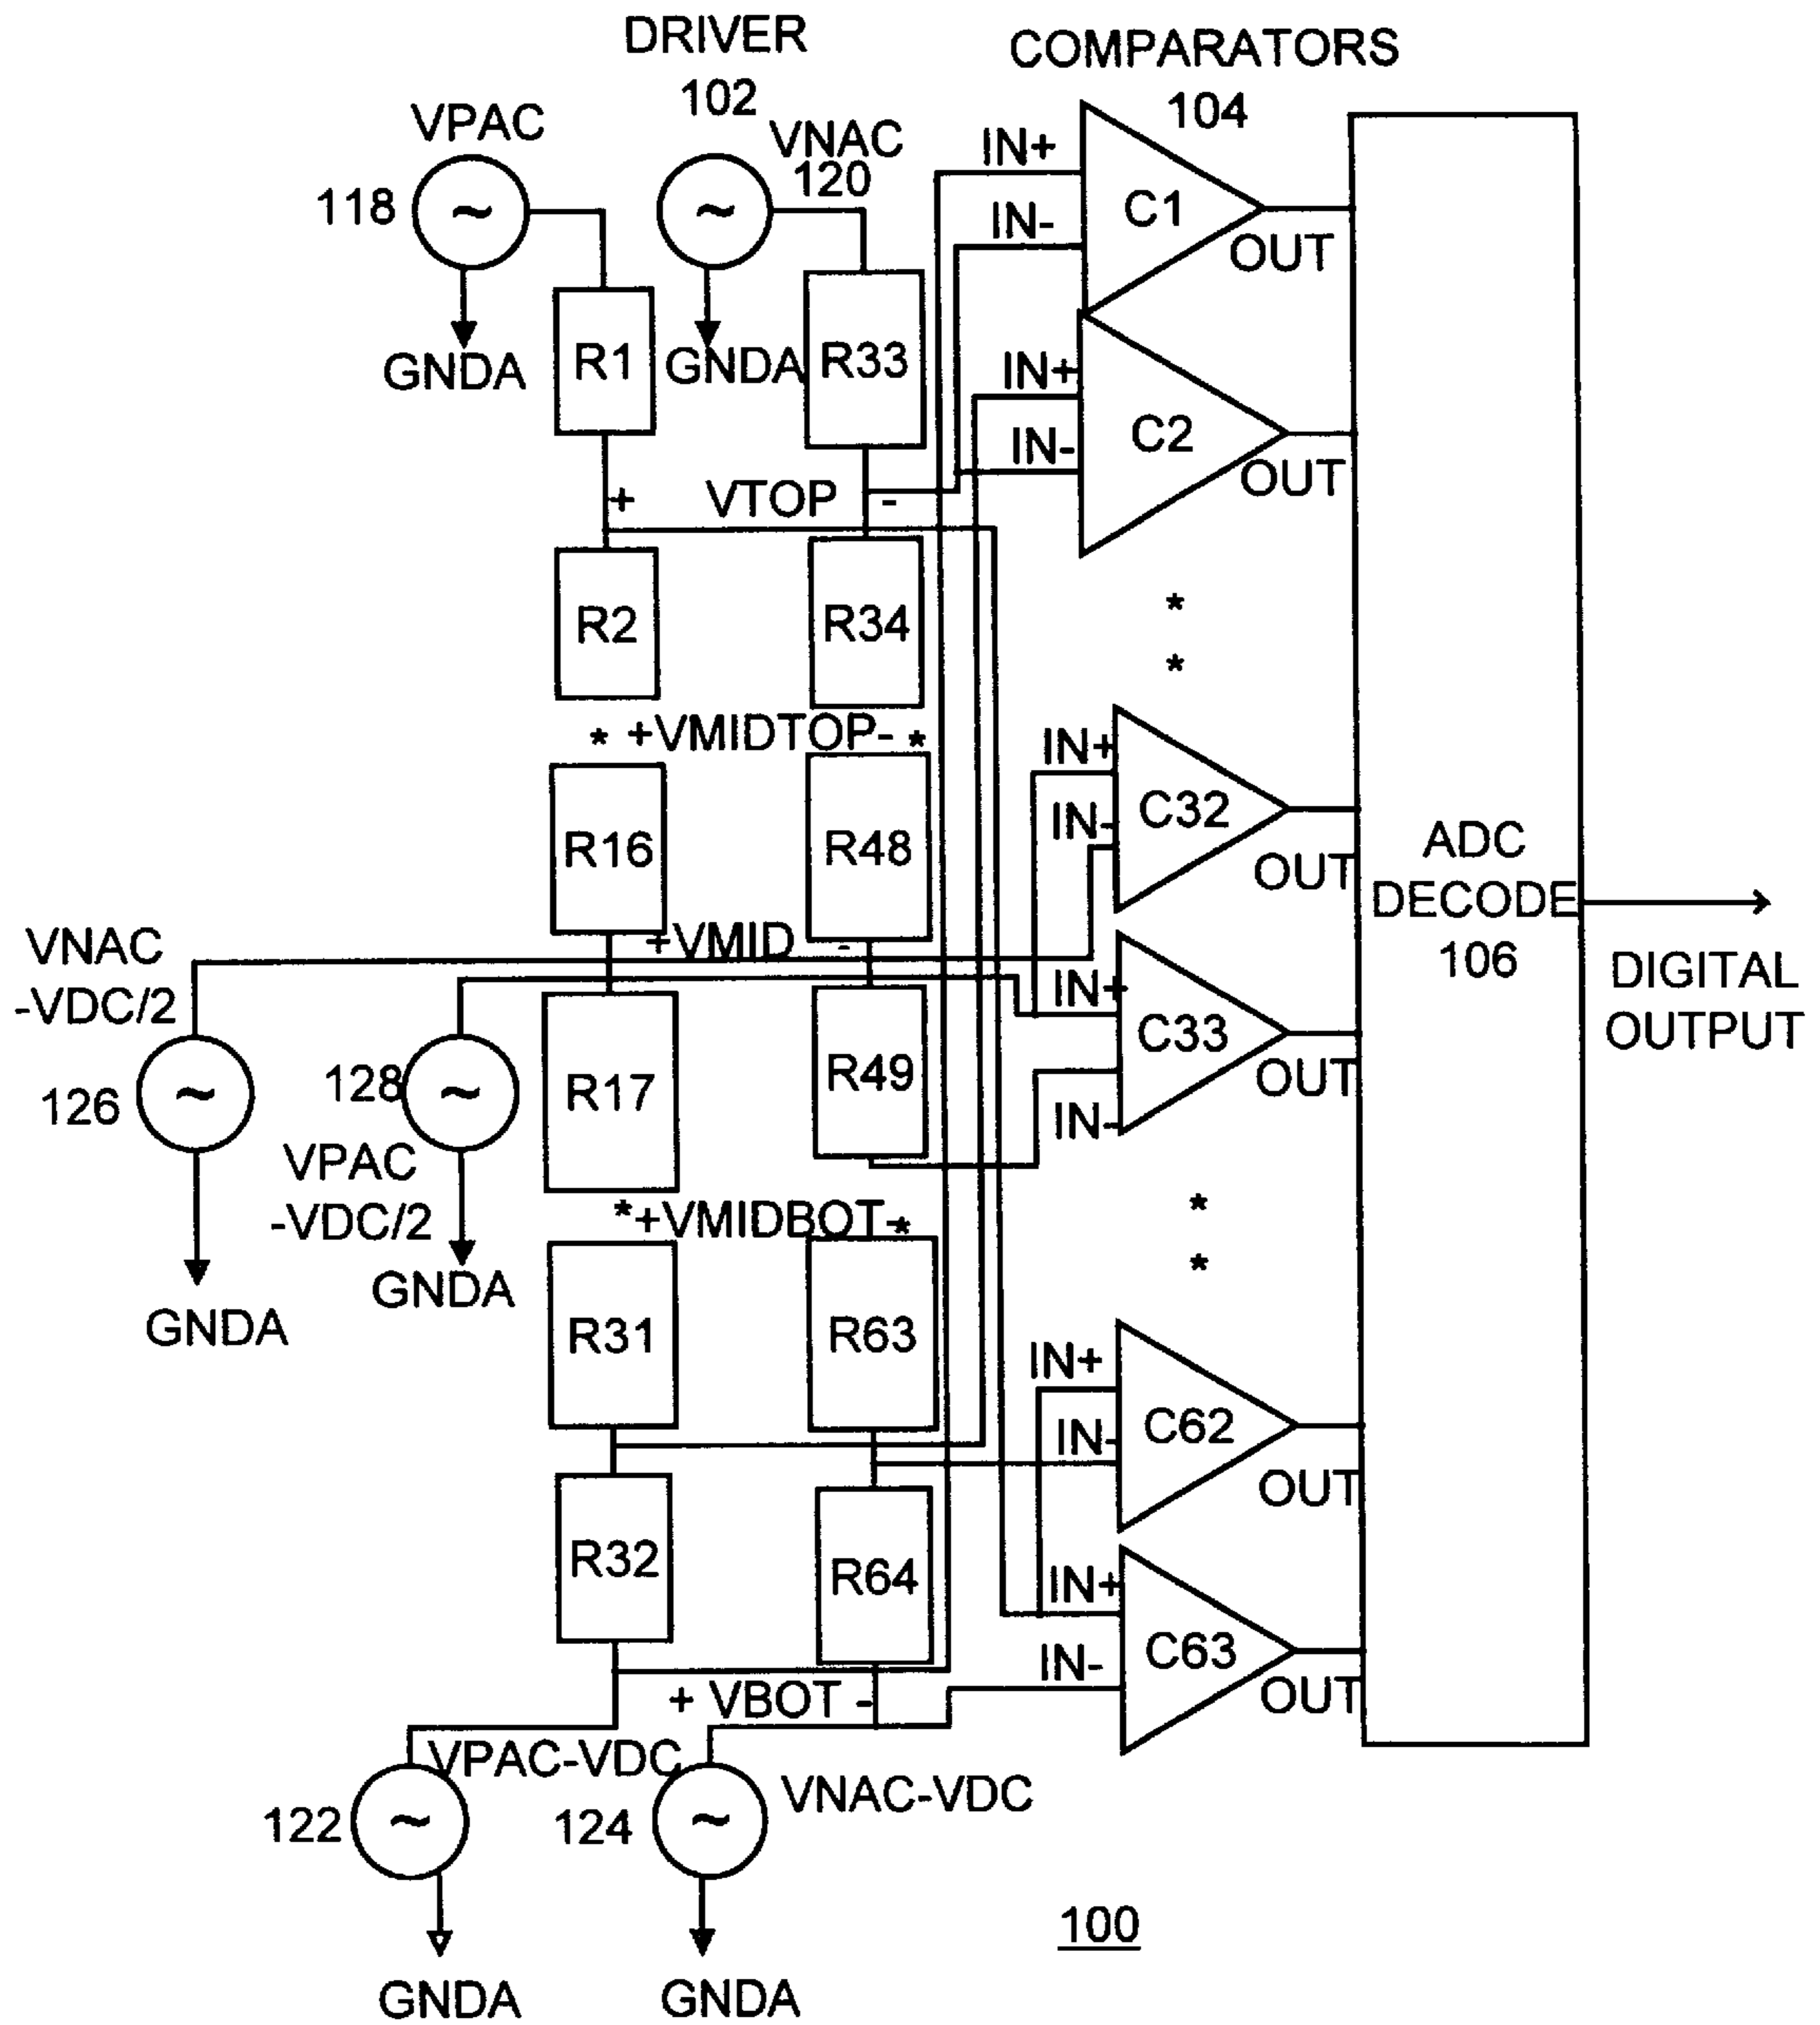 DRIVER
102
COMPARATORS
104
VPAC
118
~
GNDA
VNAC
120
~
GNDA
R1
R33
IN+
IN-
C1
OUT
IN+
IN-
C2
OUT
+ VTOP -
R2
R34
*
*
* +VMIDTOP- *
R16
R48
IN+
IN-
C32
OUT
ADC
DECODE
106
DIGITAL
OUTPUT
+VMID -
VNAC
-VDC/2
126
~
GNDA
128
~
VPAC
-VDC/2
GNDA
R17
R49
IN+
C33
IN-
OUT
*
*
*+VMIDBOT-*
R31
R63
IN+
IN-
C62
OUT
R32
R64
IN+
IN-
C63
OUT
+ VBOT -
VPAC-VDC
122
~
GNDA
VNAC-VDC
124
~
GNDA
100